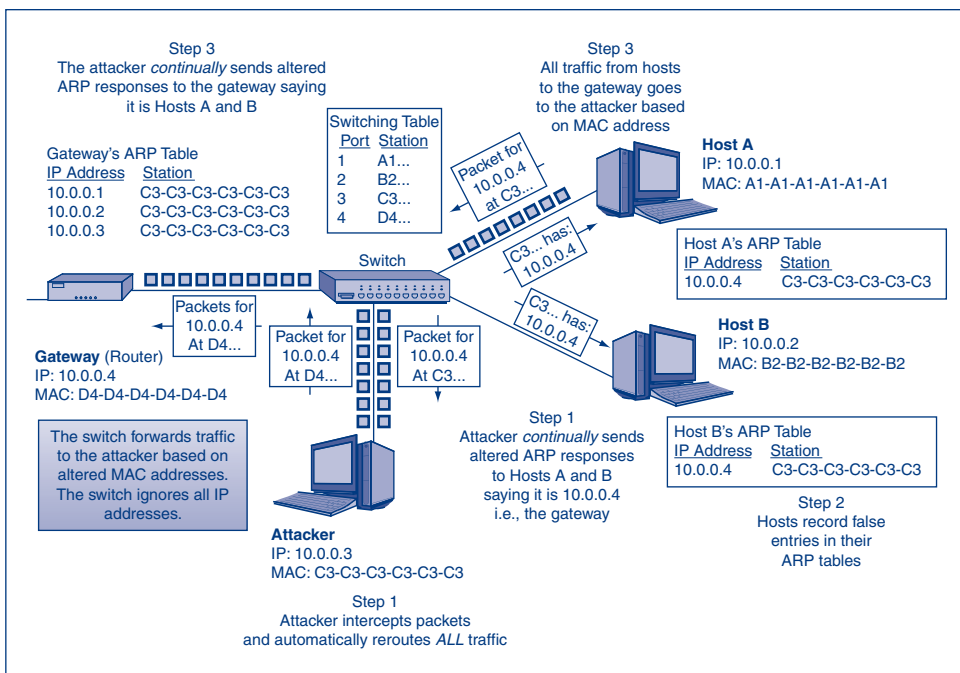 Step 3
The attacker continually sends altered
ARP responses to the gateway saying
it is Hosts A and B
Step 3
All traffic from hosts
to the gateway goes
to the attacker based
on MAC address
Switching Table
Port Station
1 A1...
2 B2...
3 C3...
4 D4...
Packet for
10.0.0.4
at C3...
Host A
IP: 10.0.0.1
MAC: A1-A1-A1-A1-A1-A1
Gateway's ARP Table
IP Address Station
10.0.0.1 C3-C3-C3-C3-C3-C3
10.0.0.2 C3-C3-C3-C3-C3-C3
10.0.0.3 C3-C3-C3-C3-C3-C3
C3... has:
10.0.0.4
Host A's ARP Table
IP Address Station
10.0.0.4 C3-C3-C3-C3-C3-C3
Switch
C3... has:
10.0.0.4
Packets for
10.0.0.4
At D4...
Packet for
10.0.0.4
At D4...
Packet for
10.0.0.4
At C3...
Host B
IP: 10.0.0.2
MAC: B2-B2-B2-B2-B2-B2
Gateway (Router)
IP: 10.0.0.4
MAC: D4-D4-D4-D4-D4-D4
The switch forwards traffic
to the attacker based on
altered MAC addresses.
The switch ignores all IP
addresses.
Step 1
Attacker continually sends
altered ARP responses
to Hosts A and B
saying it is 10.0.0.4
i.e., the gateway
Host B's ARP Table
IP Address Station
10.0.0.4 C3-C3-C3-C3-C3-C3
Step 2
Hosts record false
entries in their
ARP tables
Attacker
IP: 10.0.0.3
MAC: C3-C3-C3-C3-C3-C3
Step 1
Attacker intercepts packets
and automatically reroutes ALL traffic